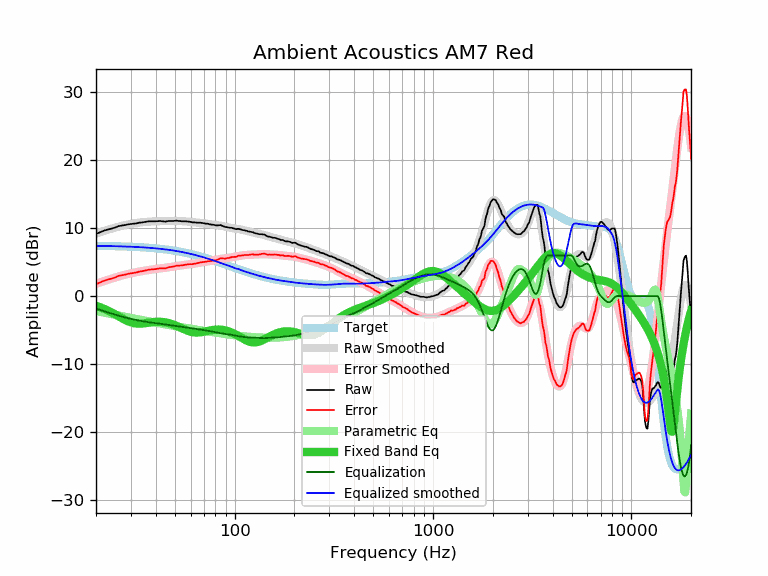 Ambient Acoustics AM7 Red
Amplitude (dBr)
30
20
10
0
−10
−20
−30
Target
Raw Smoothed
Error Smoothed
Raw
Error
Parametric Eq
Fixed Band Eq
Equalization
Equalized smoothed
100
1000
10000
Frequency (Hz)